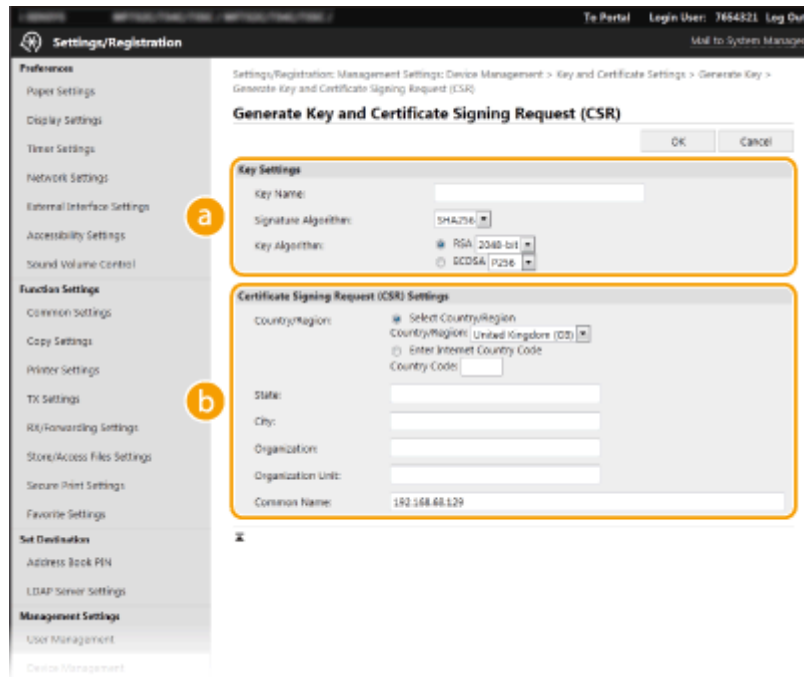 To Portal Login User: 7654321 Log Ou
Settings/Registration
Mail to System Manage
Preferences
Paper Settings
Display Settings
Timer Settings
Network Settings
External Interface Settings
Accessibility Settings
Sound Volume Control
Function Settings
Common Settings
Copy Settings
Printer Settings
TX Settings
RX/Forwarding Settings
Store/Access Files Settings
Secure Print Settings
Favorite Settings
Set Destination
Address Book PIN
LDAP Server Settings
Management Settings
User Management
Device Management
Settings/Registration: Management Settings: Device Management > Key and Certificate Settings > Generate Key >
Generate Key and Certificate Signing Request (CSR)
Generate Key and Certificate Signing Request (CSR)
OK Cancel
a
Key Settings
Key Name:
Signature Algorithm: SHA256
Key Algorithm: RSA 2048-bit
ECDSA P256
b
Certificate Signing Request (CSR) Settings
Country/Region: Select Country/Region
Country/Region: United Kingdom (GB)
Enter Internet Country Code
Country Code:
State:
City:
Organization:
Organization Unit:
Common Name: 192.168.68.129